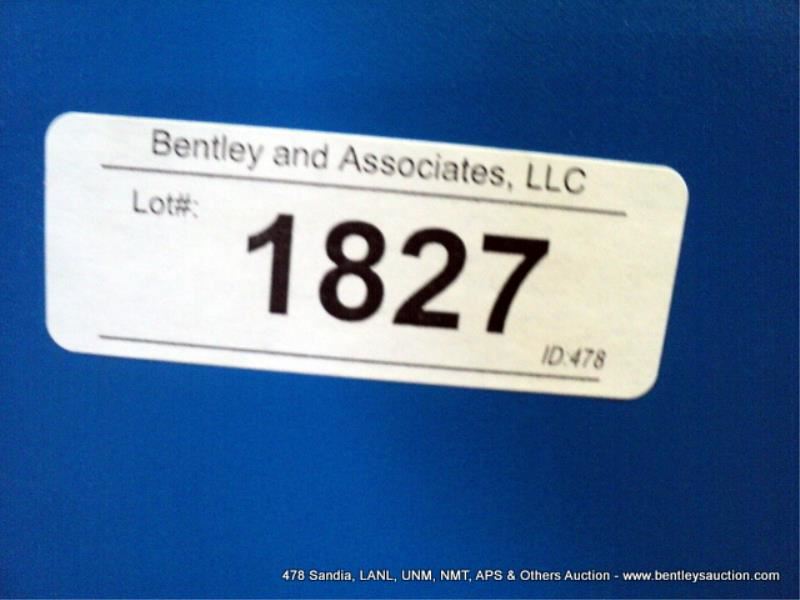 Bentley and Associates, LLC
Lot#:
1827
ID:478
478 Sandia, LANL, UNM, NMT, APS & Others Auction - www.bentleysauction.com